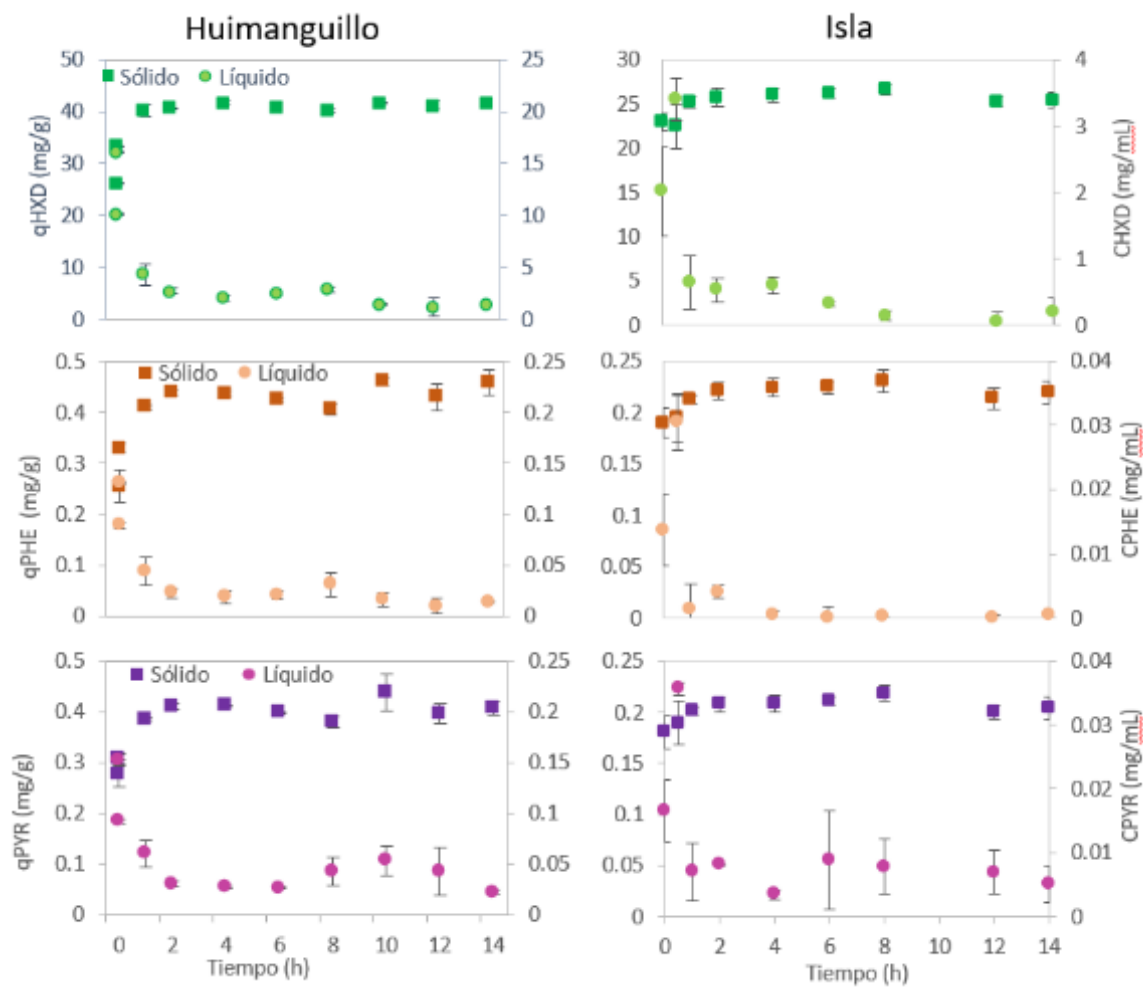 Huimanguillo
Isla
50 25
Sólido Líquido
40 20
30 15
20 10
10 5
0 0
qHXD (mg/g)
30 4
25
20 3
15 2
10
5 1
0 0
CHXD (mg/mL)
0.5 0.25
Sólido Líquido
0.4 0.2
0.3 0.15
0.2 0.1
0.1 0.05
0 0
qPHE (mg/g)
0.25 0.04
0.2 0.03
0.15 0.02
0.1
0.05 0.01
0 0
CPHE (mg/mL)
0.5 0.25
Sólido Líquido
0.4 0.2
0.3 0.15
0.2 0.1
0.1 0.05
0 0
qPYR (mg/g)
0 2 4 6 8 10 12 14
Tiempo (h)
0.25 0.04
0.2 0.03
0.15 0.02
0.1
0.05 0.01
0 0
CPYR (mg/mL)
0 2 4 6 8 10 12 14
Tiempo (h)